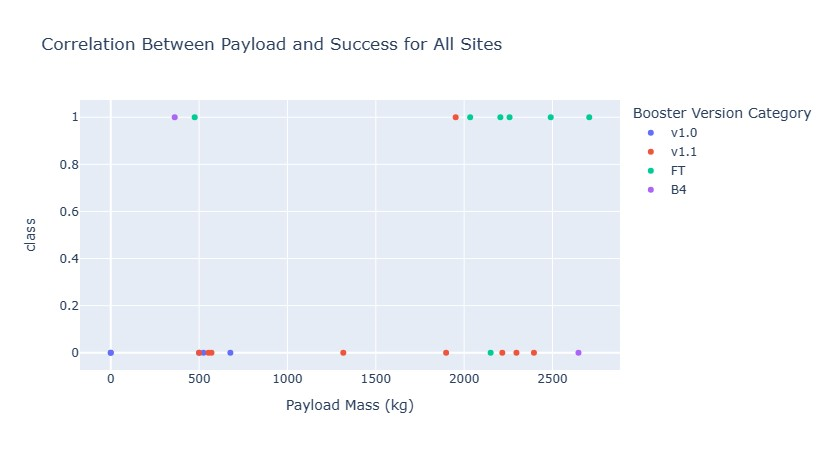 Correlation Between Payload and Success for All Sites
Booster Version Category
v1.0
v1.1
FT
B4
class
1
0.8
0.6
0.4
0.2
0
0 500 1000 1500 2000 2500
Payload Mass (kg)